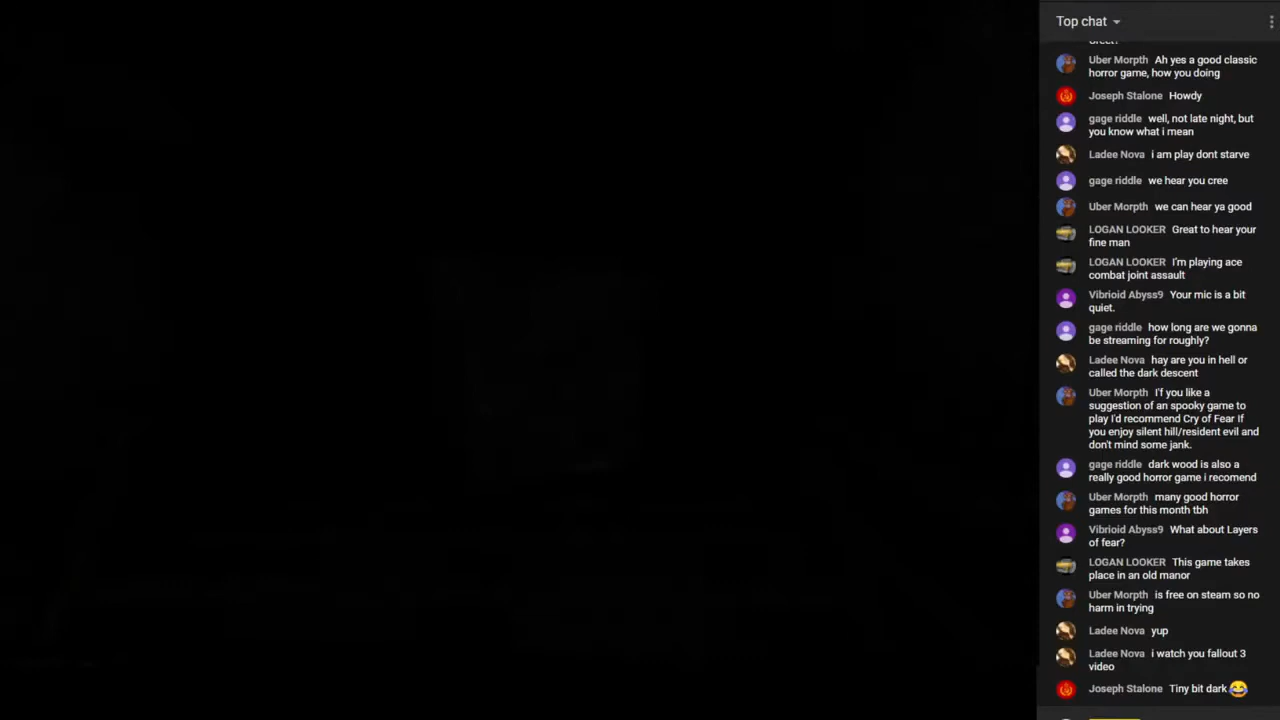 Top chat
Uber Morpth Ah yes a good classic
horror game, how you doing
Joseph Stalone Howdy
gage riddle well, not late night, but
you know what i mean
Ladee Nova i am play dont starve
gage riddle we hear you cree
Uber Morpth we can hear ya good
LOGAN LOOKER Great to hear your
fine man
LOGAN LOOKER I'm playing ace
combat joint assault
Vibrioid Abyss9 Your mic is a bit
quiet.
gage riddle how long are we gonna
be streaming for roughly?
Ladee Nova hay are you in hell or
called the dark descent
Uber Morpth I'f you like a
suggestion of an spooky game to
play I'd recommend Cry of Fear If
you enjoy silent hill/resident evil and
don't mind some jank.
gage riddle dark wood is also a
really good horror game i recomend
Uber Morpth many good horror
games for this month tbh
Vibrioid Abyss9 What about Layers
of fear?
LOGAN LOOKER This game takes
place in an old manor
Uber Morpth is free on steam so no
harm in trying
Ladee Nova yup
Ladee Nova i watch you fallout 3
video
Joseph Stalone Tiny bit dark 😂